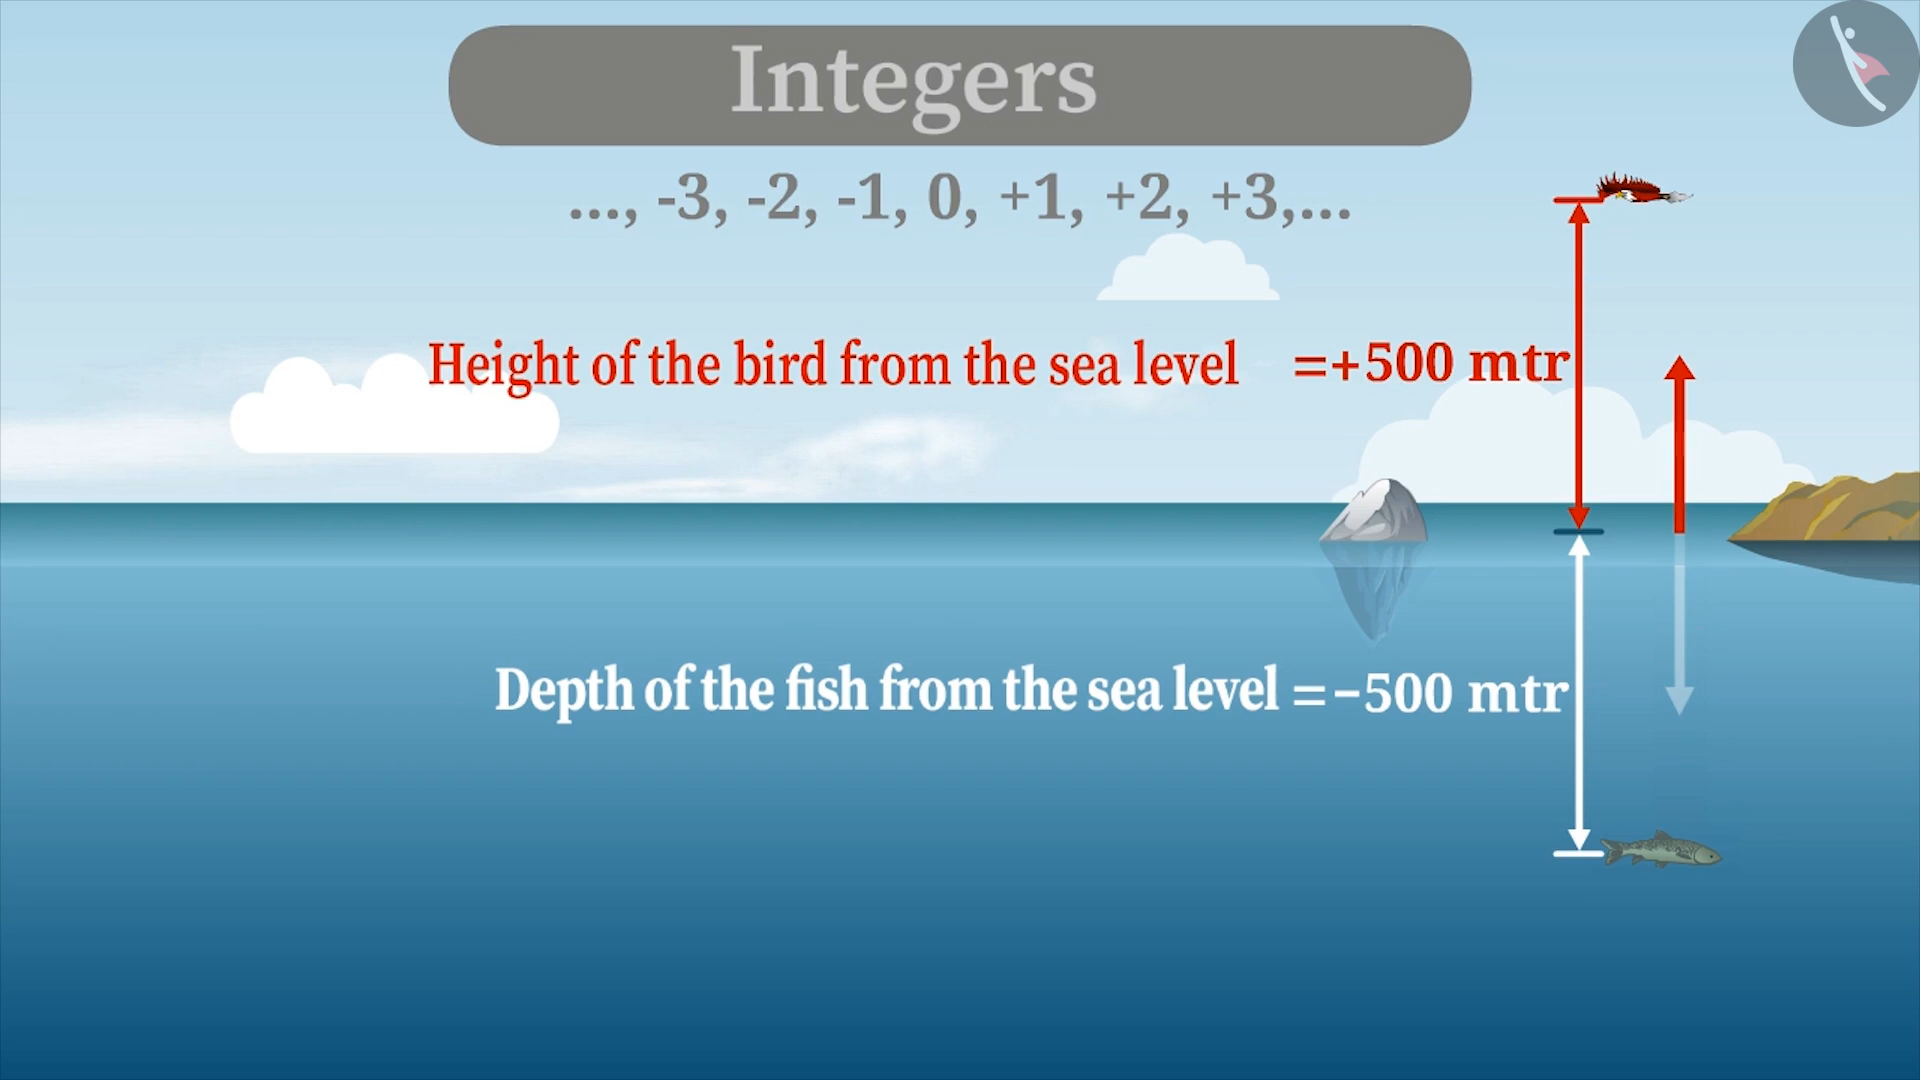 Integers
..., -3, -2, -1, 0, +1, +2, +3,...
Height of the bird from the sea level =+500 mtr
Depth of the fish from the sea level =−500 mtr